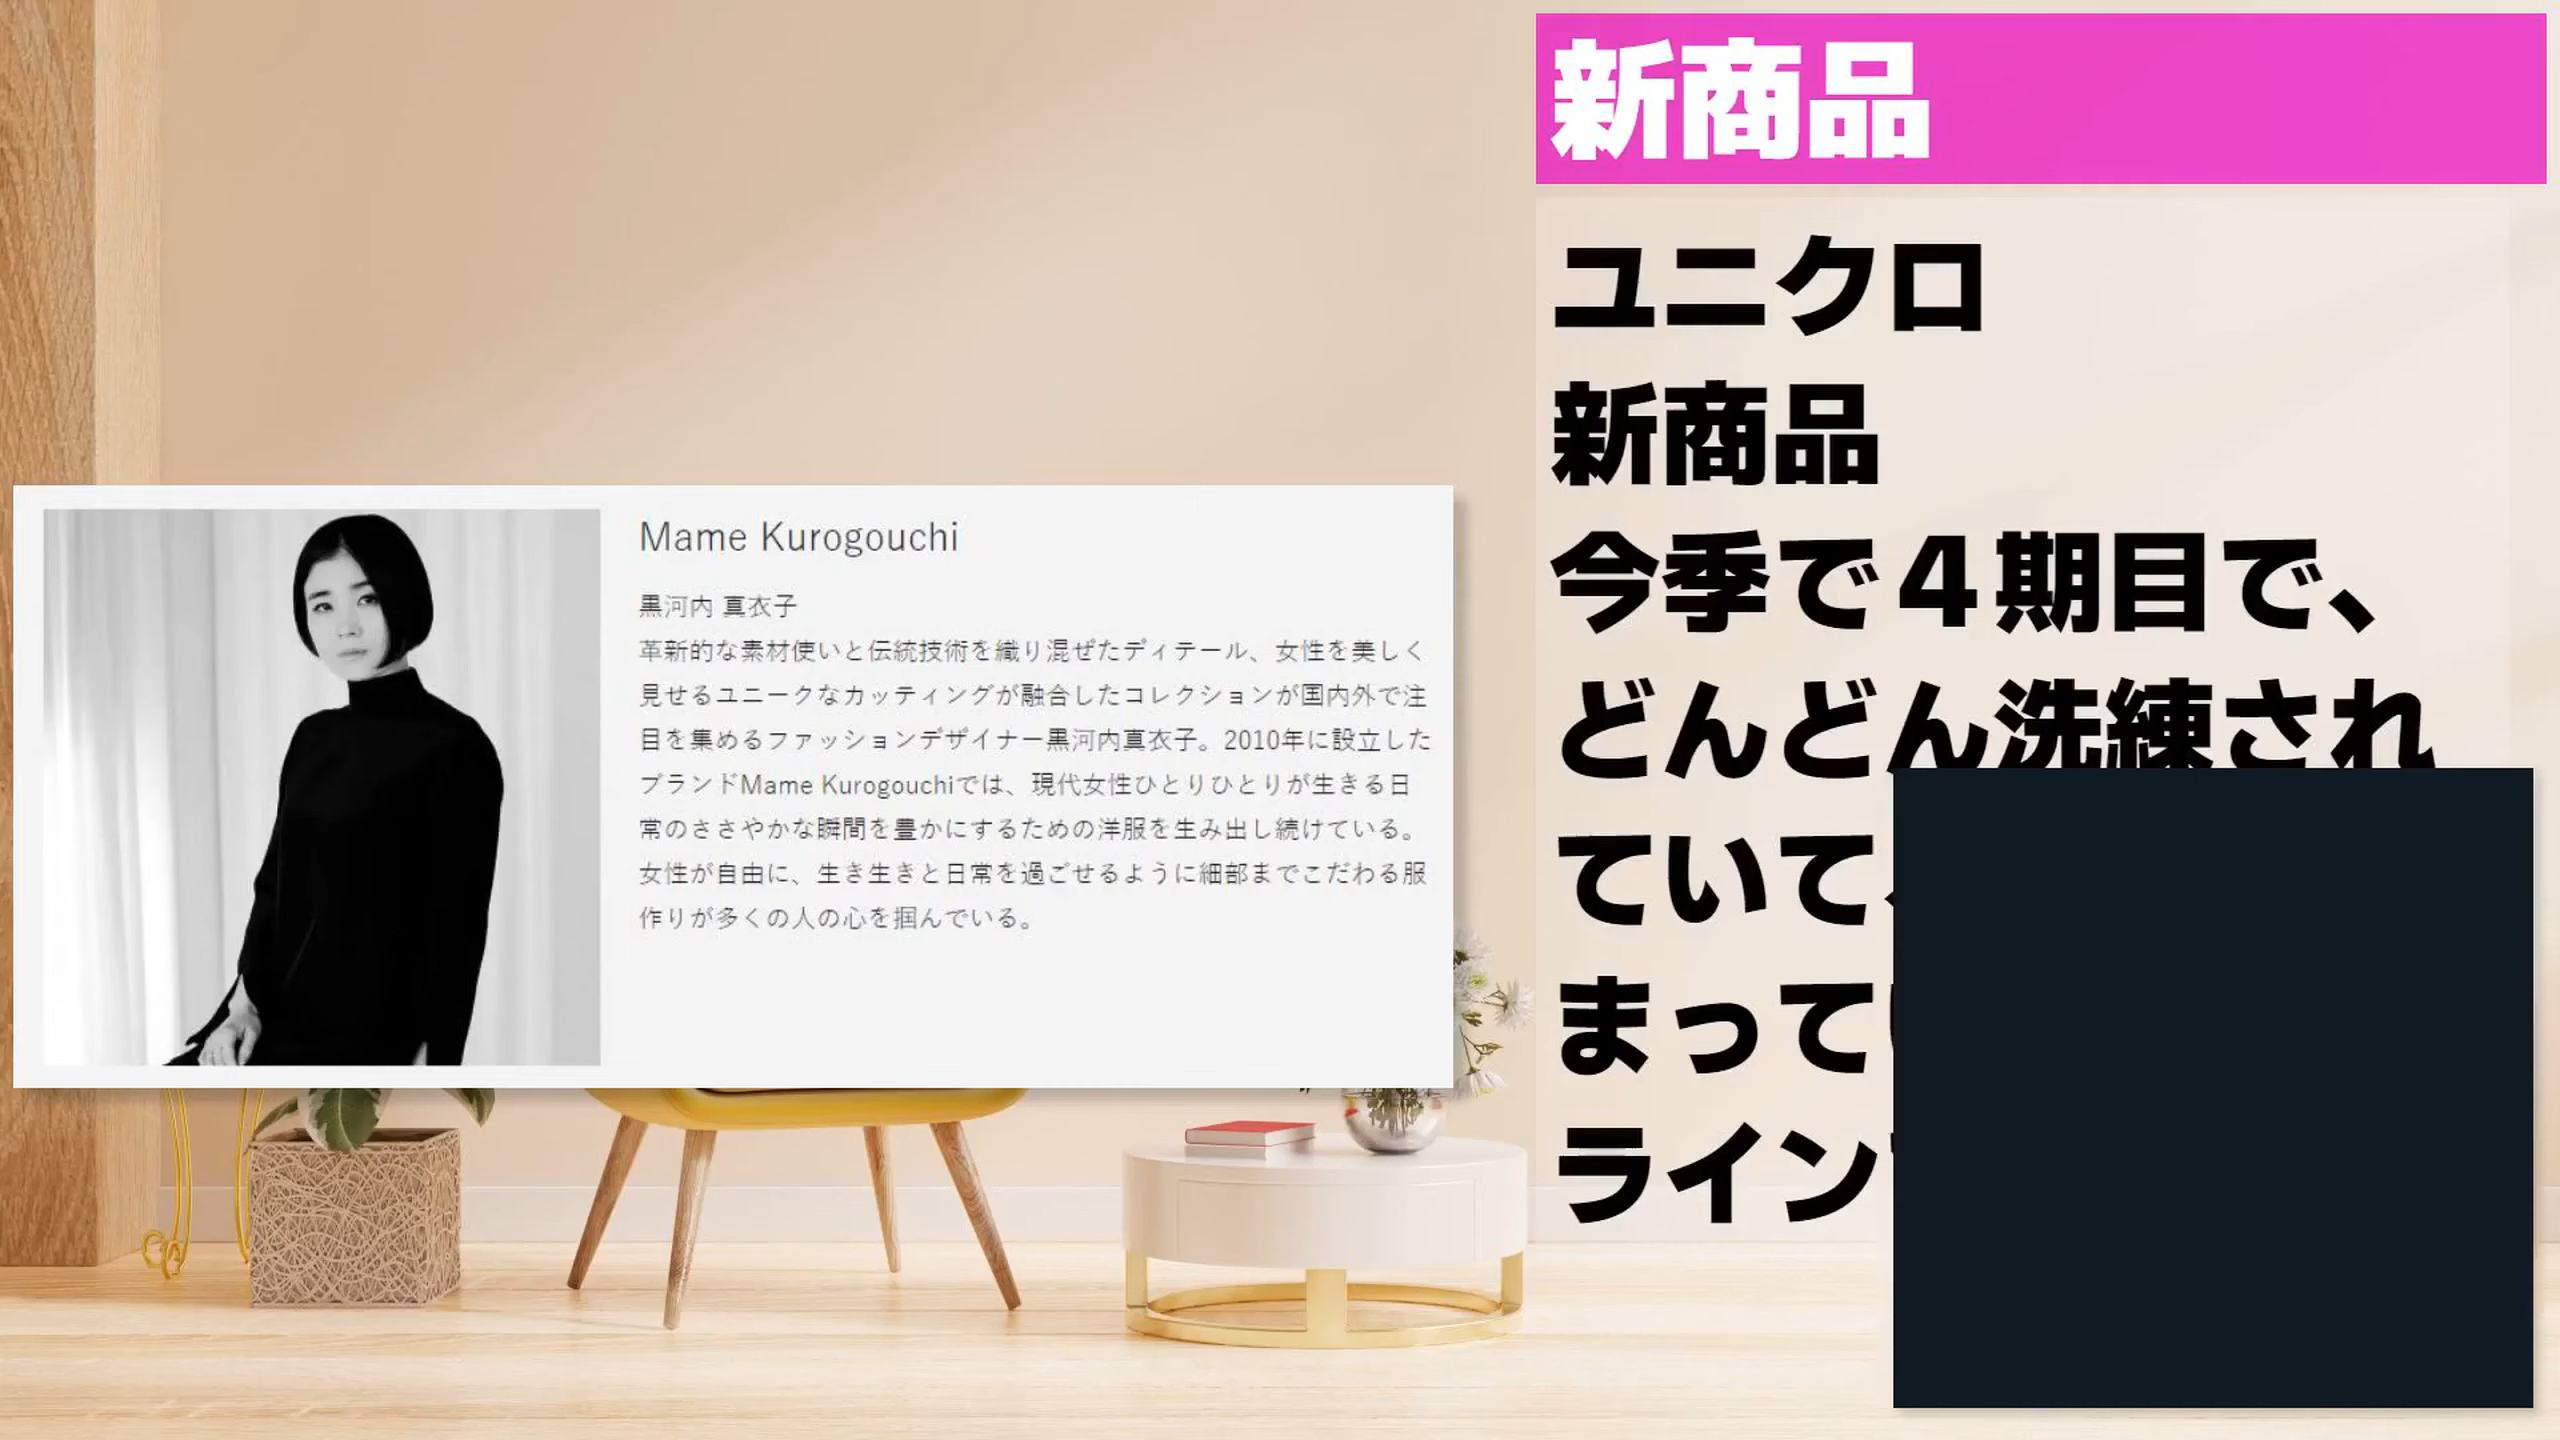 新商品
ユニクロ
新商品
今季で４期目で、
どんどん洗練され
ていて
まって
ライン
Mame Kurogouchi
黒河内 真衣子
革新的な素材使いと伝統技術を織り混ぜたディテール、女性を美しく
見せるユニークなカッティングが融合したコレクションが国内外で注
目を集めるファッションデザイナー黒河内真衣子。2010年に設立した
ブランドMame Kurogouchiでは、現代女性ひとりひとりが生きる日
常のささやかな瞬間を豊かにするための洋服を生み出し続けている。
女性が自由に、生き生きと日常を過ごせるように細部までこだわる服
作りが多くの人の心を掴んでいる。